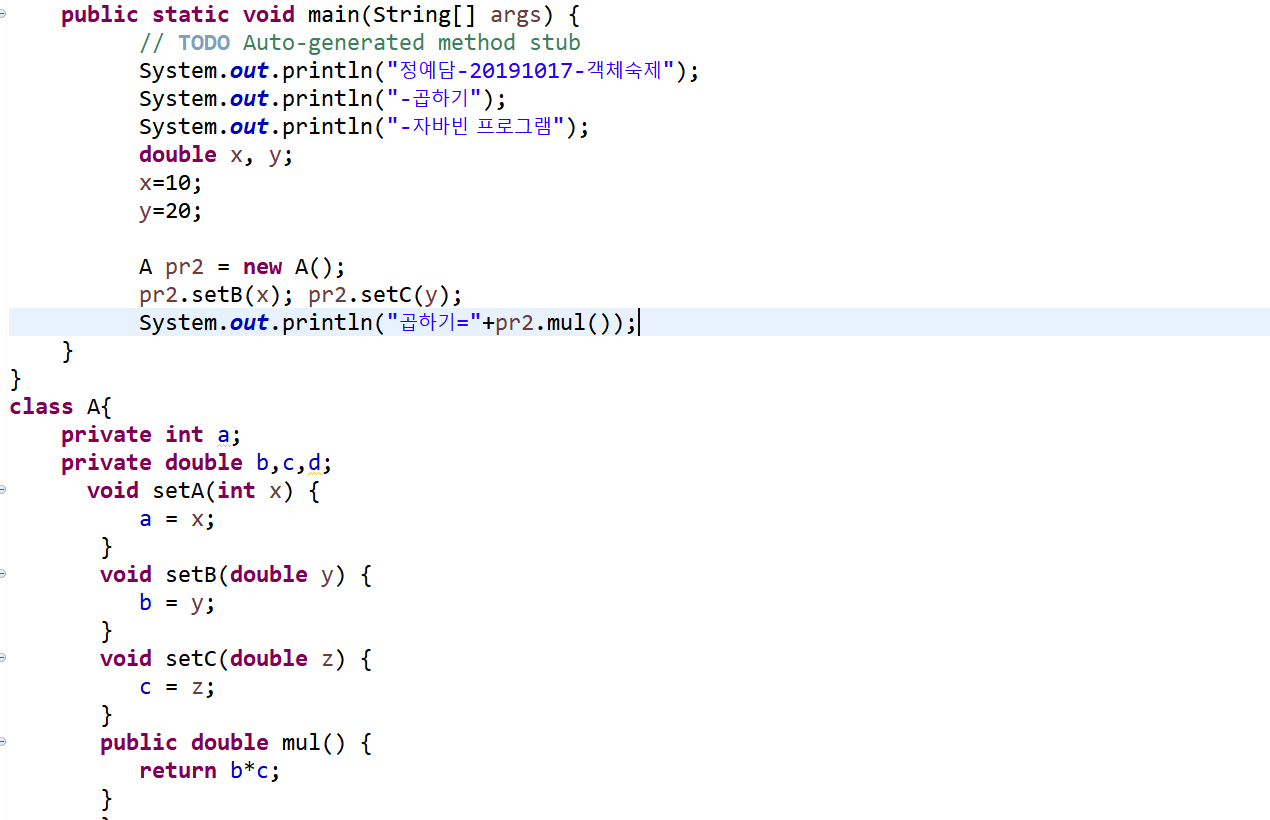 public static void main(String[] args) {
// TODO Auto-generated method stub
System.out.println("정예담-20191017-객체숙제");
System.out.println("-곱하기");
System.out.println("-자바빈 프로그램");
double x, y;
x=10;
y=20;
A pr2 = new A();
pr2.setB(x); pr2.setC(y);
System.out.println("곱하기="+pr2.mul());
}
}
class A{
private int a;
private double b,c,d;
void setA(int x) {
a = x;
}
void setB(double y) {
b = y;
}
void setC(double z) {
c = z;
}
public double mul() {
return b*c;
}